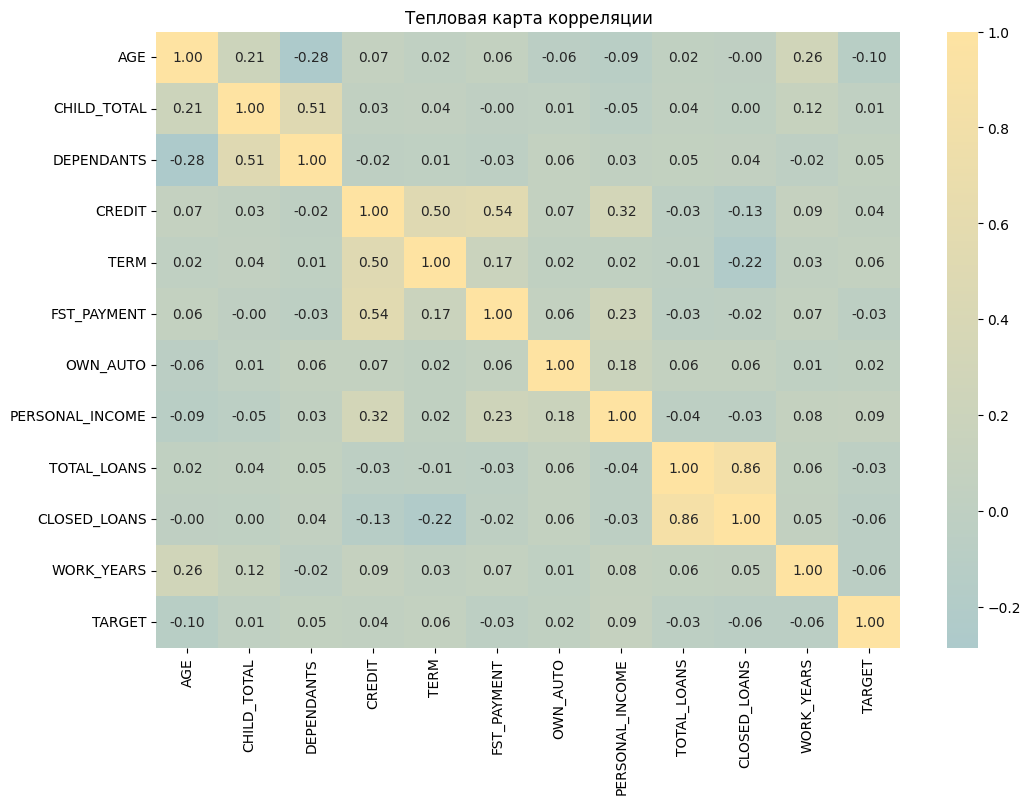 Тепловая карта корреляции
AGE 1.00 0.21 -0.28 0.07 0.02 0.06 -0.06 -0.09 0.02 -0.00 0.26 -0.10
CHILD_TOTAL 0.21 1.00 0.51 0.03 0.04 -0.00 0.01 -0.05 0.04 0.00 0.12 0.01
DEPENDANTS -0.28 0.51 1.00 -0.02 0.01 -0.03 0.06 0.03 0.05 0.04 -0.02 0.05
CREDIT 0.07 0.03 -0.02 1.00 0.50 0.54 0.07 0.32 -0.03 -0.13 0.09 0.04
TERM 0.02 0.04 0.01 0.50 1.00 0.17 0.02 0.02 -0.01 -0.22 0.03 0.06
FST_PAYMENT 0.06 -0.00 -0.03 0.54 0.17 1.00 0.06 0.23 -0.03 -0.02 0.07 -0.03
OWN_AUTO -0.06 0.01 0.06 0.07 0.02 0.06 1.00 0.18 0.06 0.06 0.01 0.02
PERSONAL_INCOME -0.09 -0.05 0.03 0.32 0.02 0.23 0.18 1.00 -0.04 -0.03 0.08 0.09
TOTAL_LOANS 0.02 0.04 0.05 -0.03 -0.01 -0.03 0.06 -0.04 1.00 0.86 0.06 -0.03
CLOSED_LOANS -0.00 0.00 0.04 -0.13 -0.22 -0.02 0.06 -0.03 0.86 1.00 0.05 -0.06
WORK_YEARS 0.26 0.12 -0.02 0.09 0.03 0.07 0.01 0.08 0.06 0.05 1.00 -0.06
TARGET -0.10 0.01 0.05 0.04 0.06 -0.03 0.02 0.09 -0.03 -0.06 -0.06 1.00
AGE
CHILD_TOTAL
DEPENDANTS
CREDIT
TERM
FST_PAYMENT
OWN_AUTO
PERSONAL_INCOME
TOTAL_LOANS
CLOSED_LOANS
WORK_YEARS
TARGET
1.0
0.8
0.6
0.4
0.2
0.0
−0.2